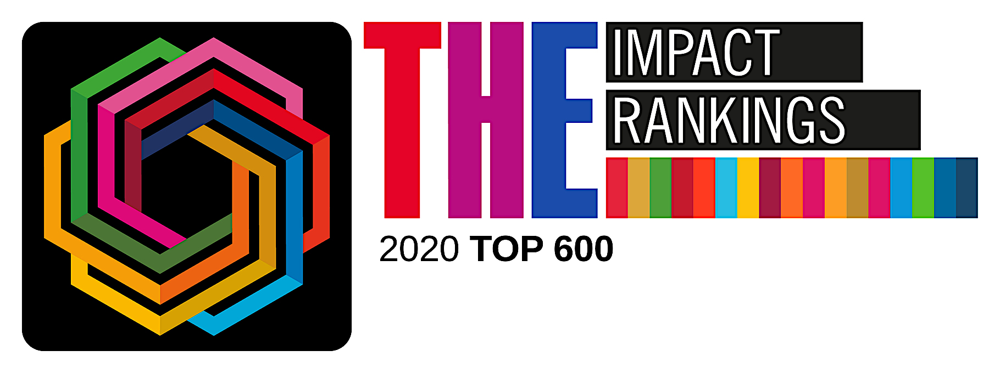 THE IMPACT
RANKINGS
2020 TOP 600